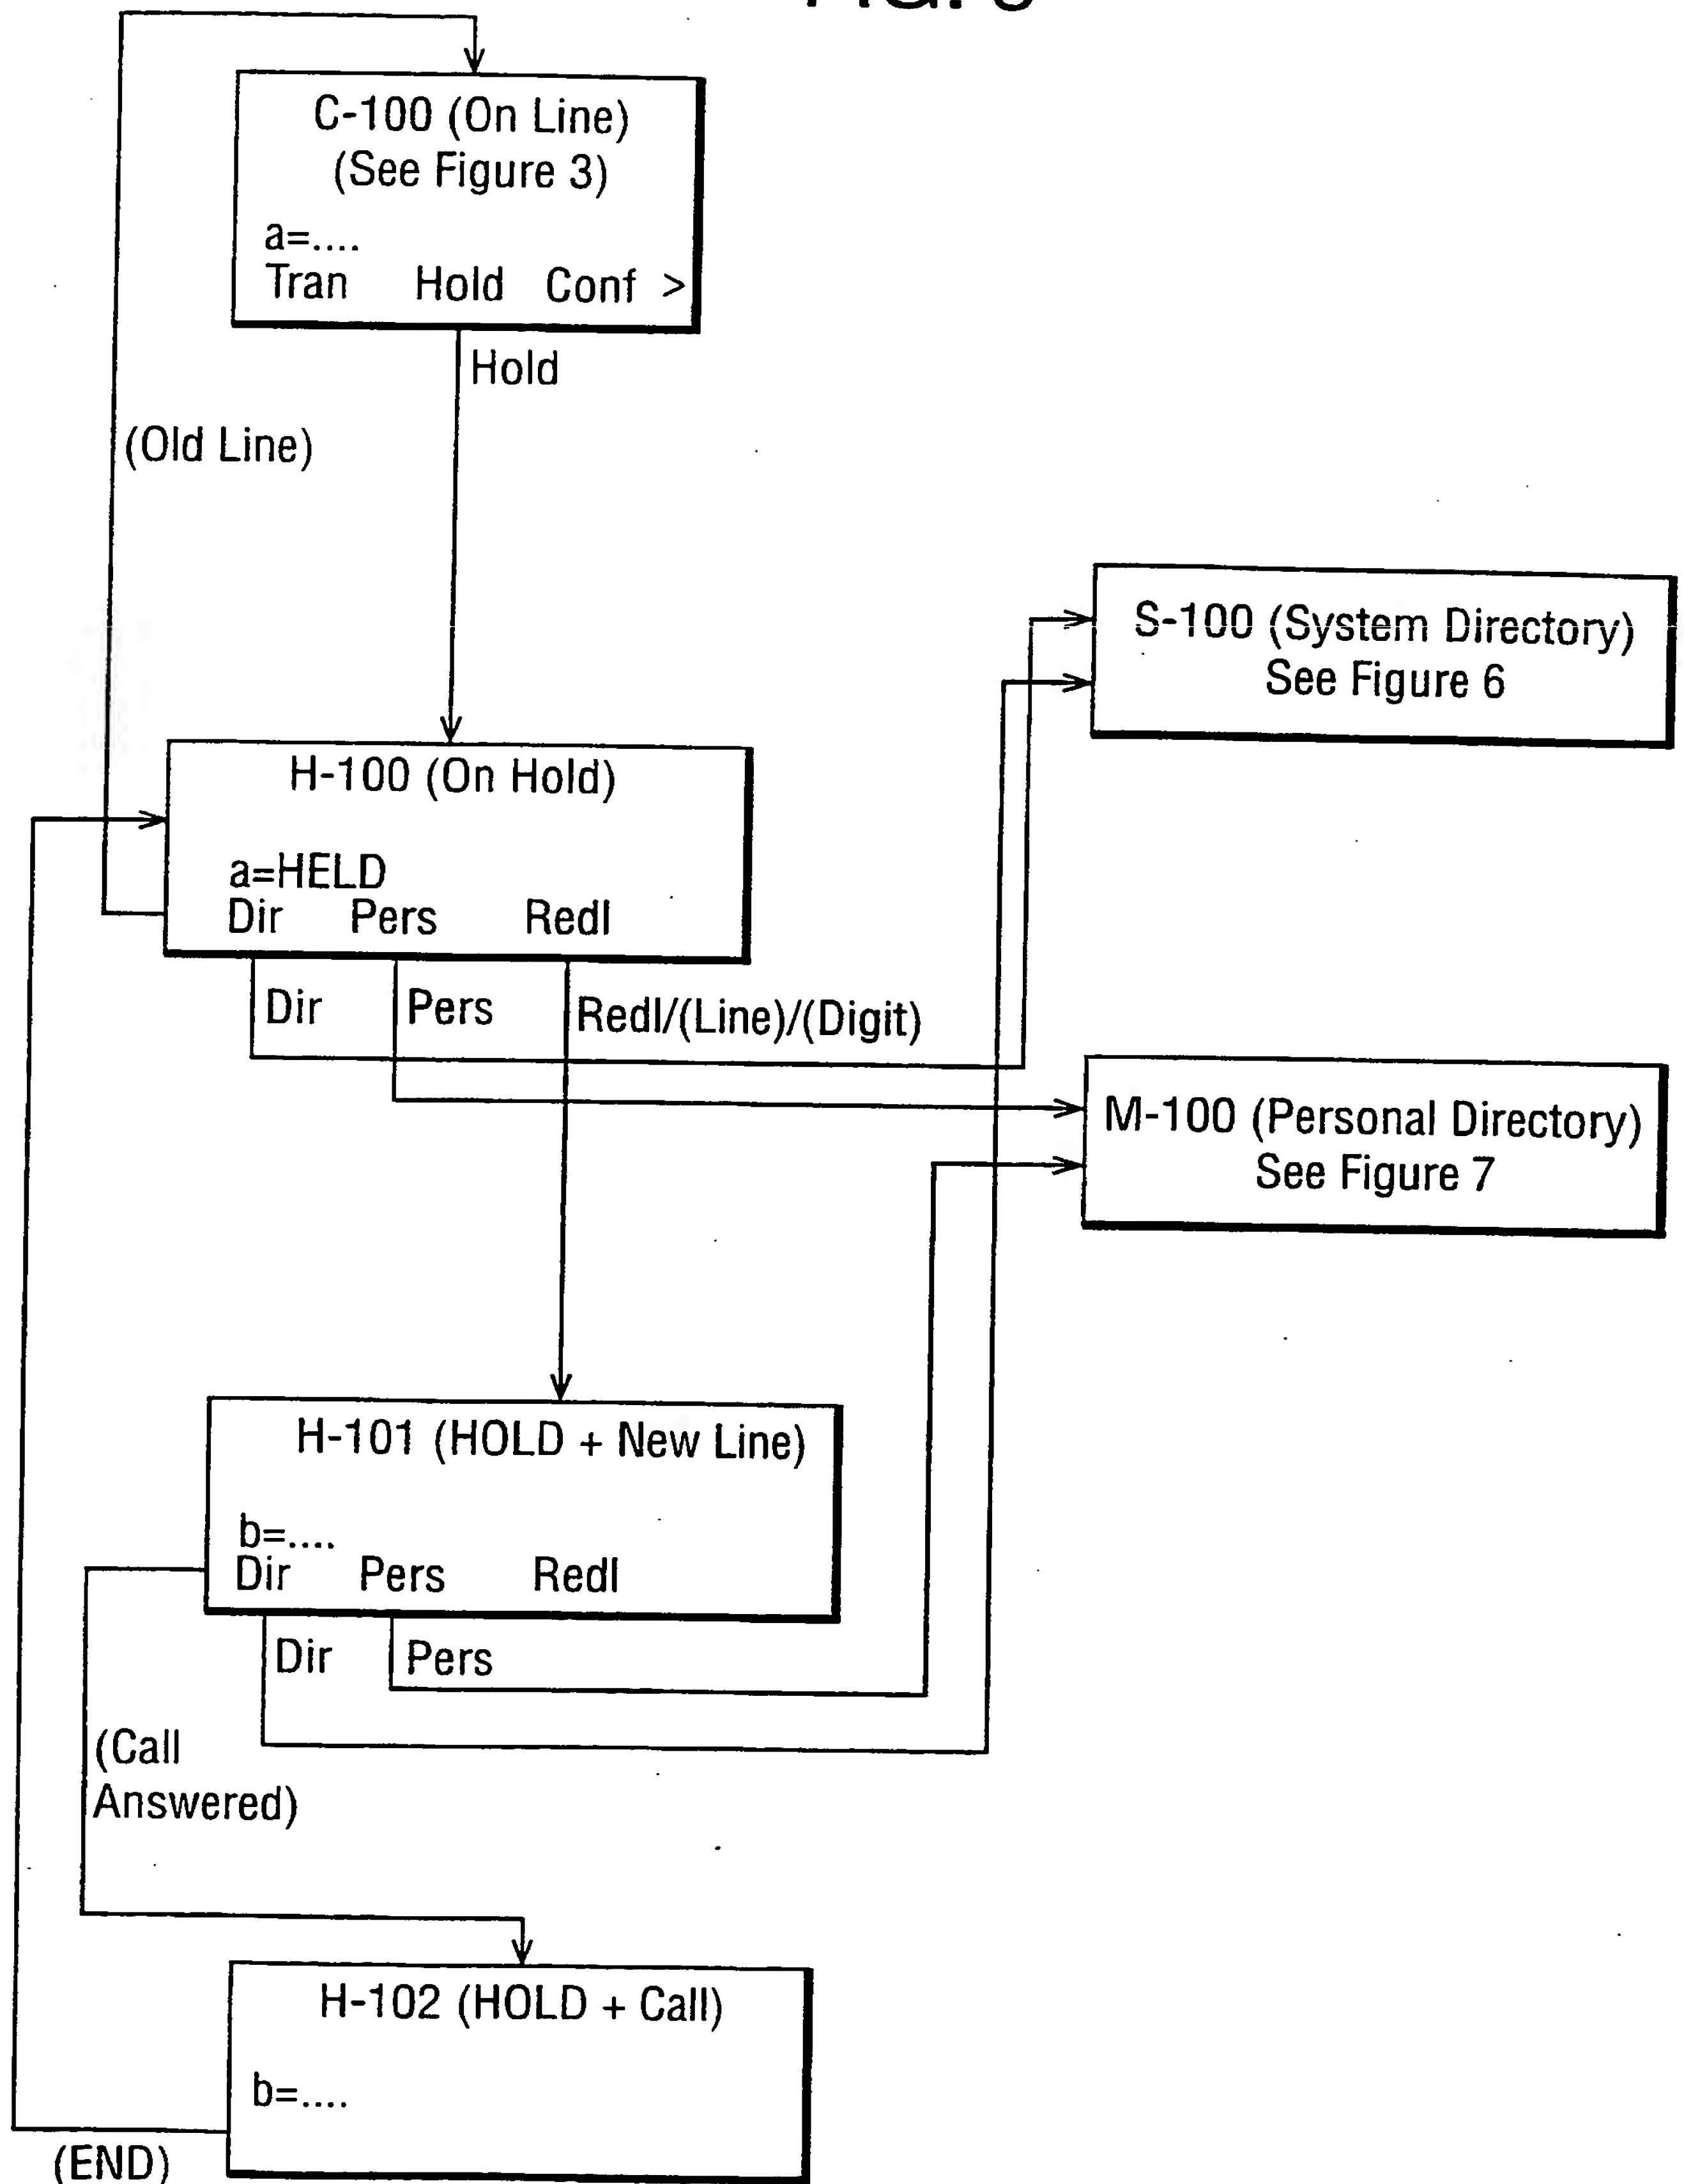 C-100 (On Line)
(See Figure 3)
a=....
Tran Hold Conf >
Hold
(Old Line)
S-100 (System Directory)
See Figure 6
H-100 (On Hold)
a=HELD
Dir Pers Redl
Dir Pers Redl/(Line)/(Digit)
M-100 (Personal Directory)
See Figure 7
H-101 (HOLD + New Line)
b=....
Dir Pers Redl
Dir Pers
(Call
Answered)
H-102 (HOLD + Call)
b=....
(END)